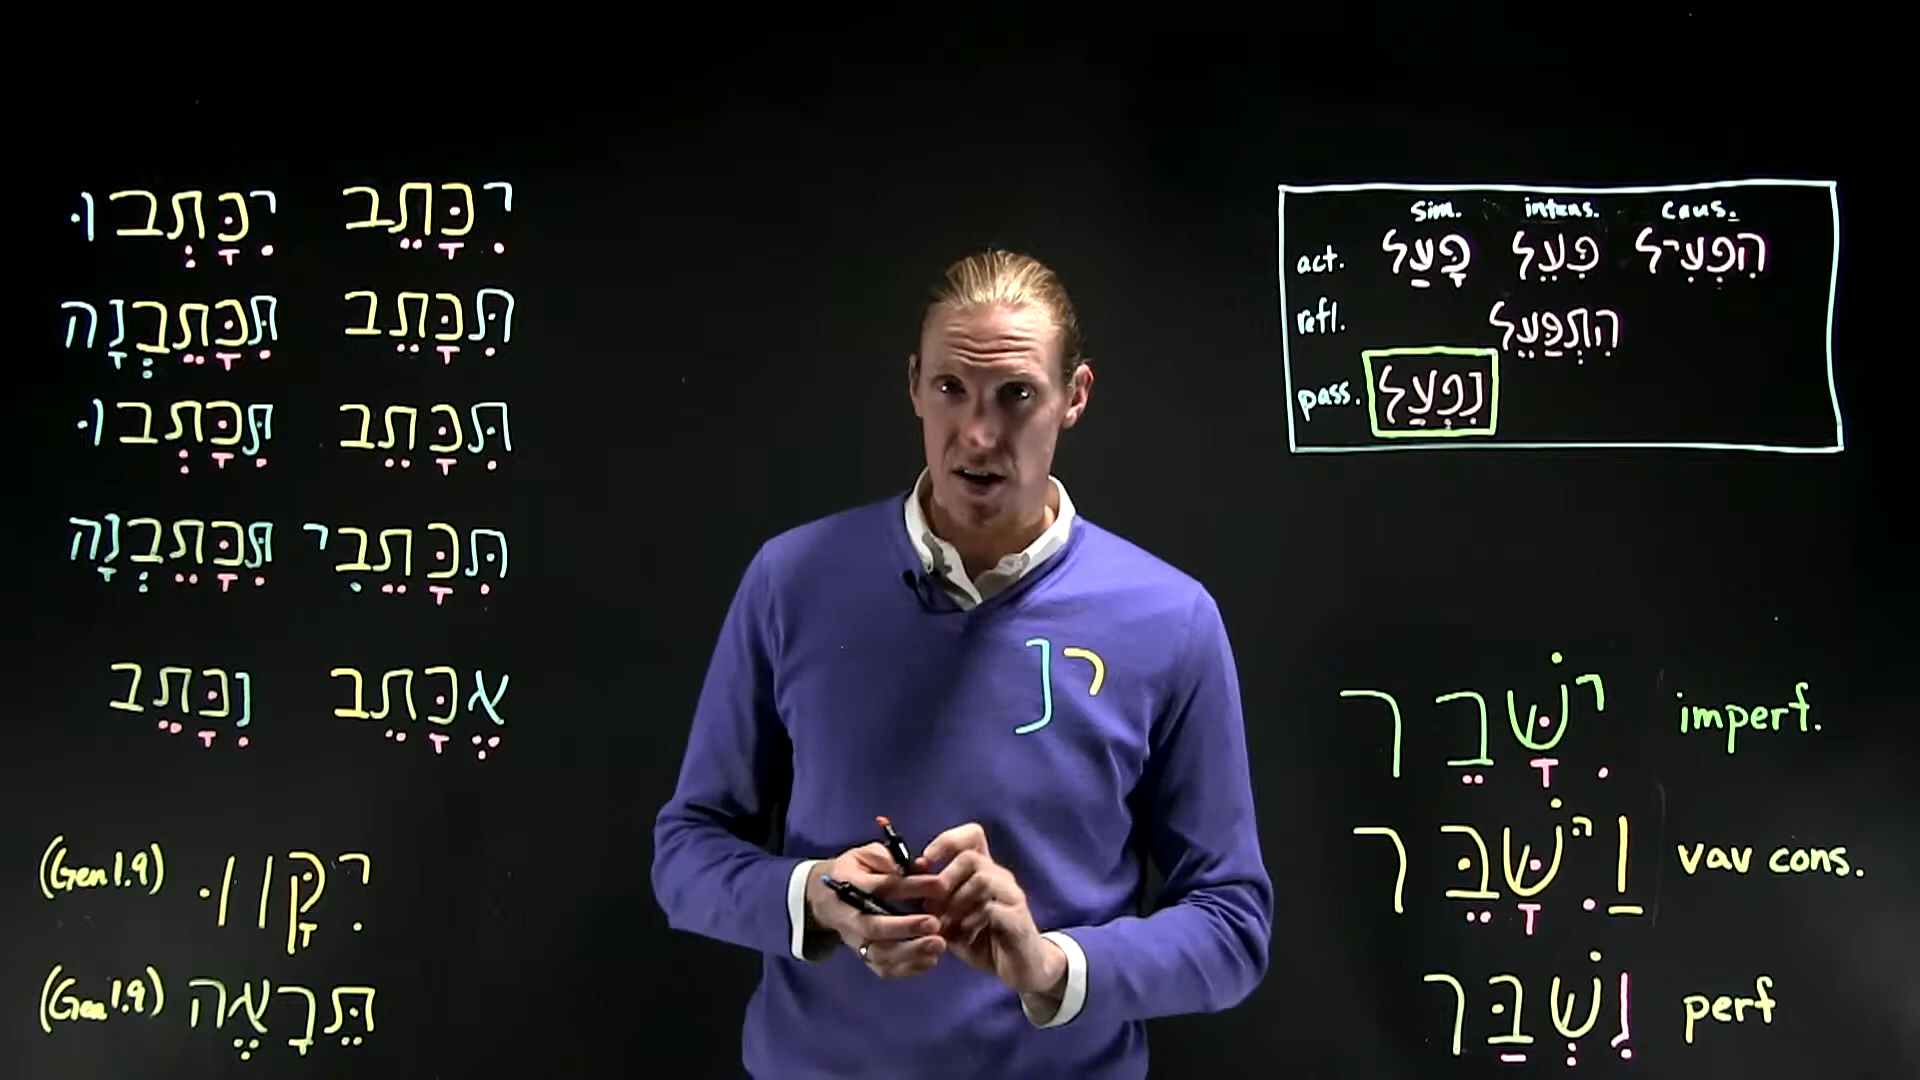 יִכָּתֵב יִכָּתְבוּ
תִּכָּתֵב תִּכָּתֵבְנָה
תִּכָּתֵב תִּכָּתְבוּ
תִּכָּתֵבִי תִּכָּתֵבְנָה
אֶכָּתֵב נִכָּתֵב
יִקָּווּ (Gen 1.9)
תֵּרָאֶה (Gen 1.9)
sim. intens. caus.
act. פָּעַל פִּעֵל הִפְעִיל
refl. הִתְפַּעֵל
pass. נִפְעַל
נ ר
יִשָּׁבֵר imperf.
וַיִּשָּׁבֵּר vav cons.
נִשְׁבַּר perf